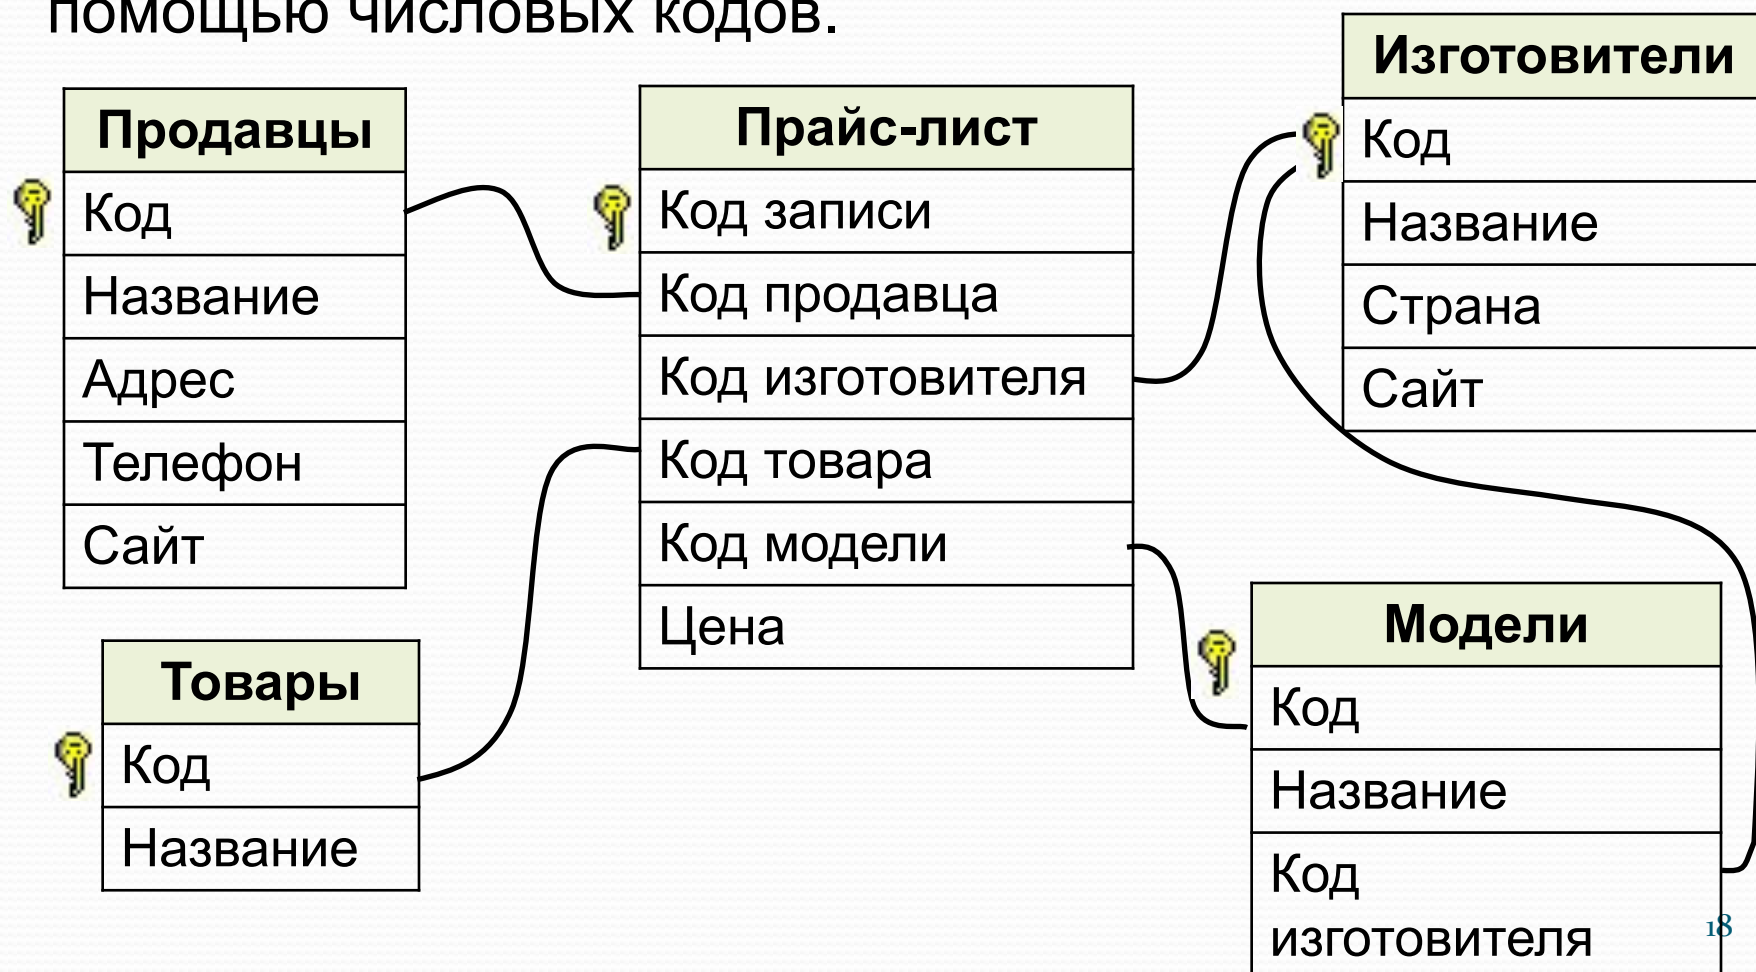 помощью числовых кодов.
Продавцы
Код
Название
Адрес
Телефон
Сайт
Товары
Код
Название
Прайс-лист
Код записи
Код продавца
Код изготовителя
Код товара
Код модели
Цена
Изготовители
Код
Название
Страна
Сайт
Модели
Код
Название
Код
изготовителя
18